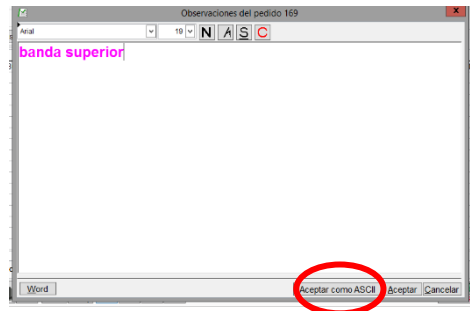 Observaciones del pedido 169
x
Arial 19 N A S C
banda superior
Word Aceptar como ASCII Aceptar Cancelar